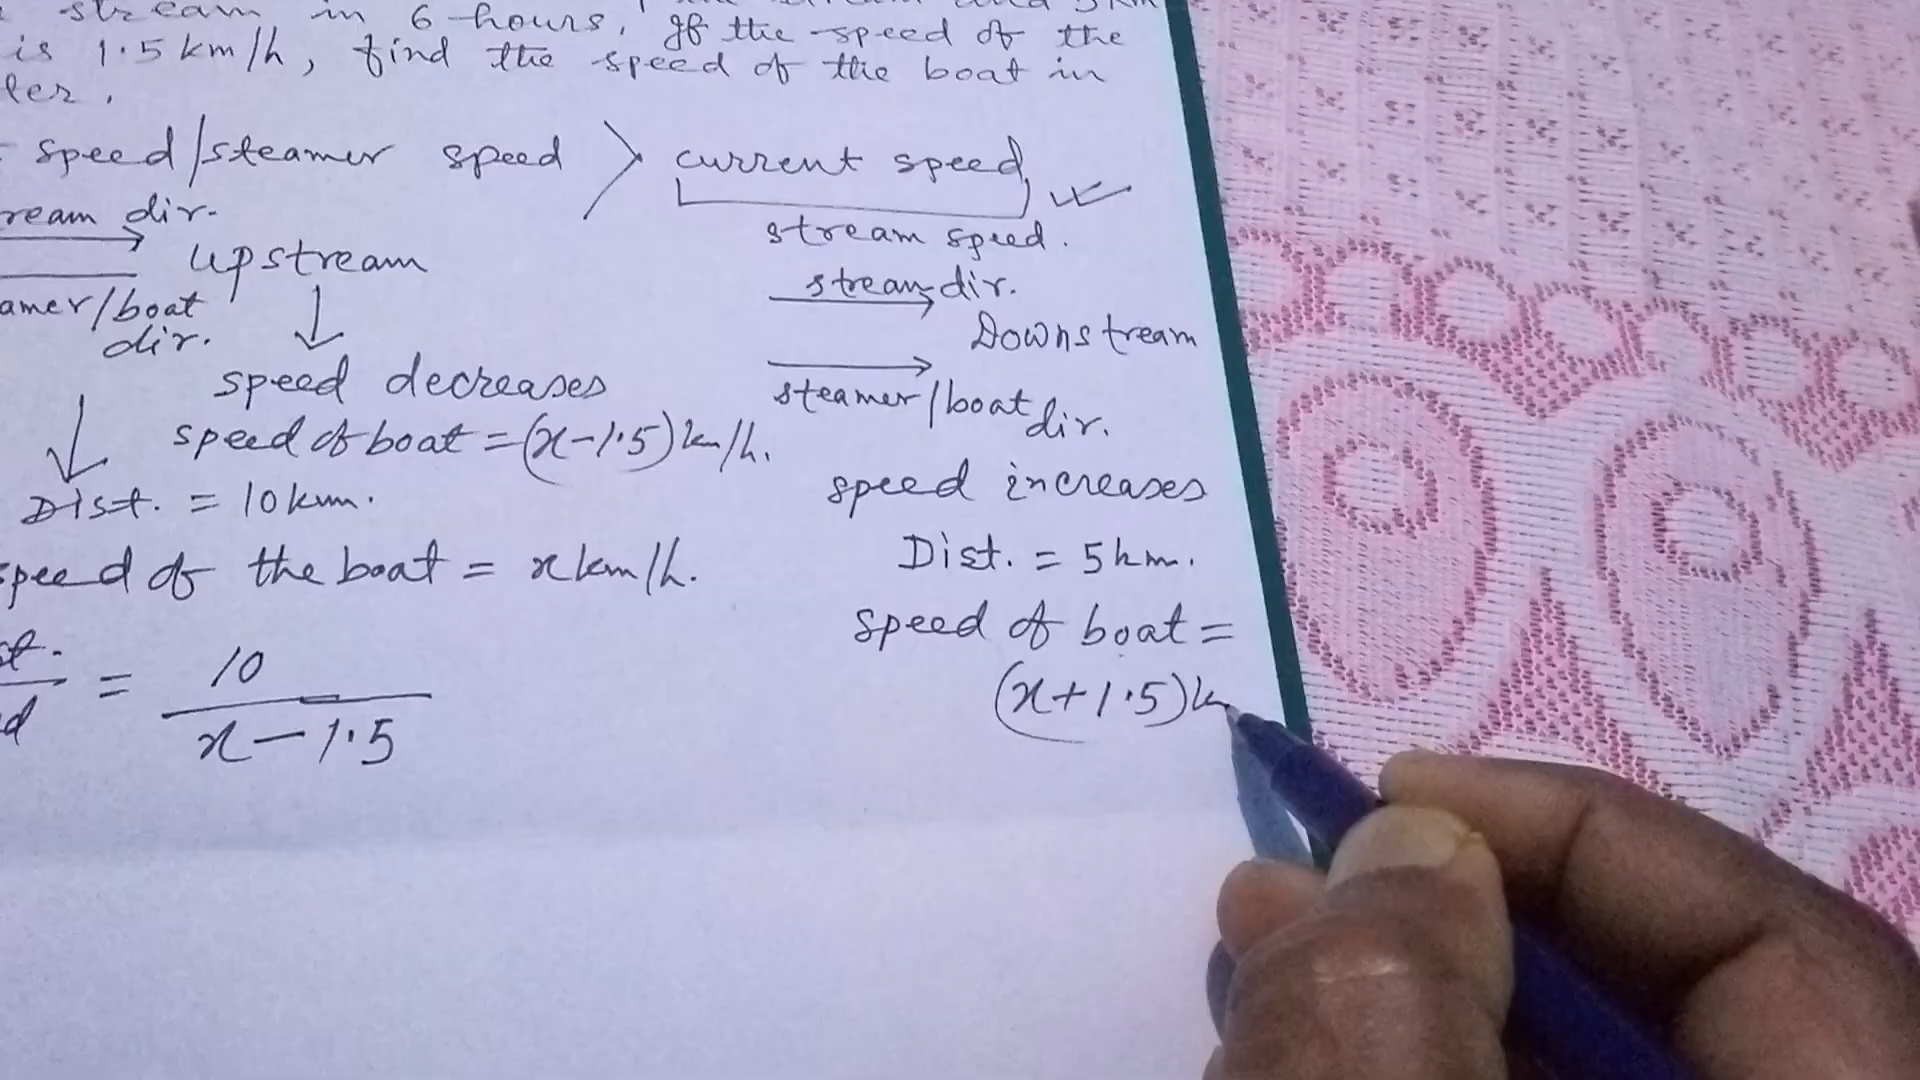 stream in 6 hours. If the speed of the
is 1.5 km/h, find the speed of the boat in
speed/steamer speed > current speed
stream speed.
dir.
upstream
stream dir.
Downstream
/boat
dir.
speed decreases
steamer/boat dir.
speed of boat = (x-1.5) km/h.
speed increases
Dist. = 10 km.
Dist. = 5 km.
speed of the boat = x km/h.
speed of boat =
(x+1.5) k
= 10
x-1.5